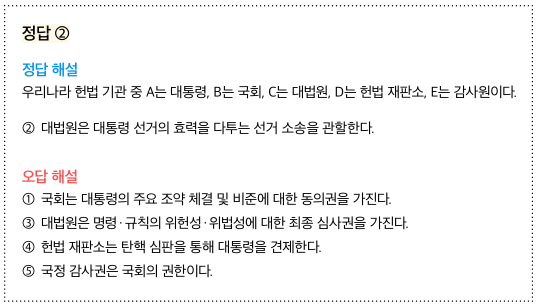 정답 ②
정답 해설
우리나라 헌법 기관 중 A는 대통령, B는 국회, C는 대법원, D는 헌법 재판소, E는 감사원이다.
② 대법원은 대통령 선거의 효력을 다투는 선거 소송을 관할한다.
오답 해설
① 국회는 대통령의 주요 조약 체결 및 비준에 대한 동의권을 가진다.
③ 대법원은 명령·규칙의 위헌성·위법성에 대한 최종 심사권을 가진다.
④ 헌법 재판소는 탄핵 심판을 통해 대통령을 견제한다.
⑤ 국정 감사권은 국회의 권한이다.